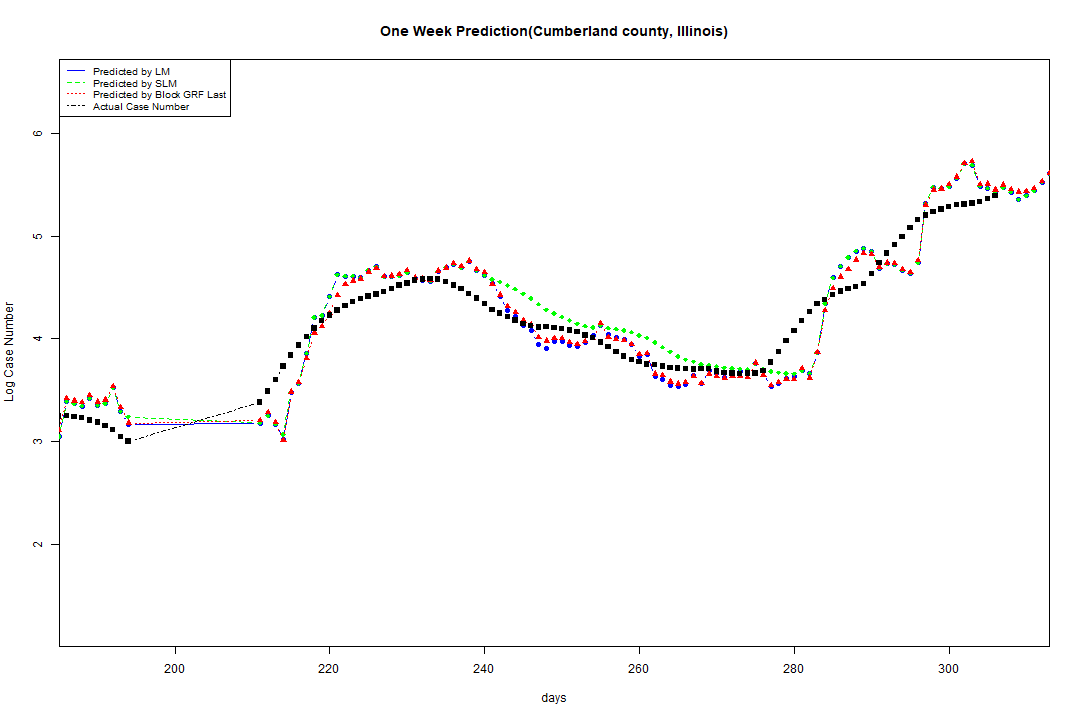 One Week Prediction(Cumberland county, Illinois)
Predicted by LM
Predicted by SLM
Predicted by Block GRF Last
Actual Case Number
6
5
4
3
2
Log Case Number
200 220 240 260 280 300
days